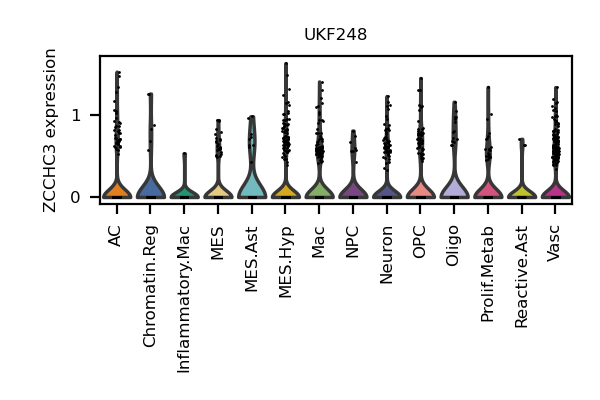 UKF248
ZCCHC3 expression
1
0
AC
Chromatin.Reg
Inflammatory.Mac
MES
MES.Ast
MES.Hyp
Mac
NPC
Neuron
OPC
Oligo
Prolif.Metab
Reactive.Ast
Vasc